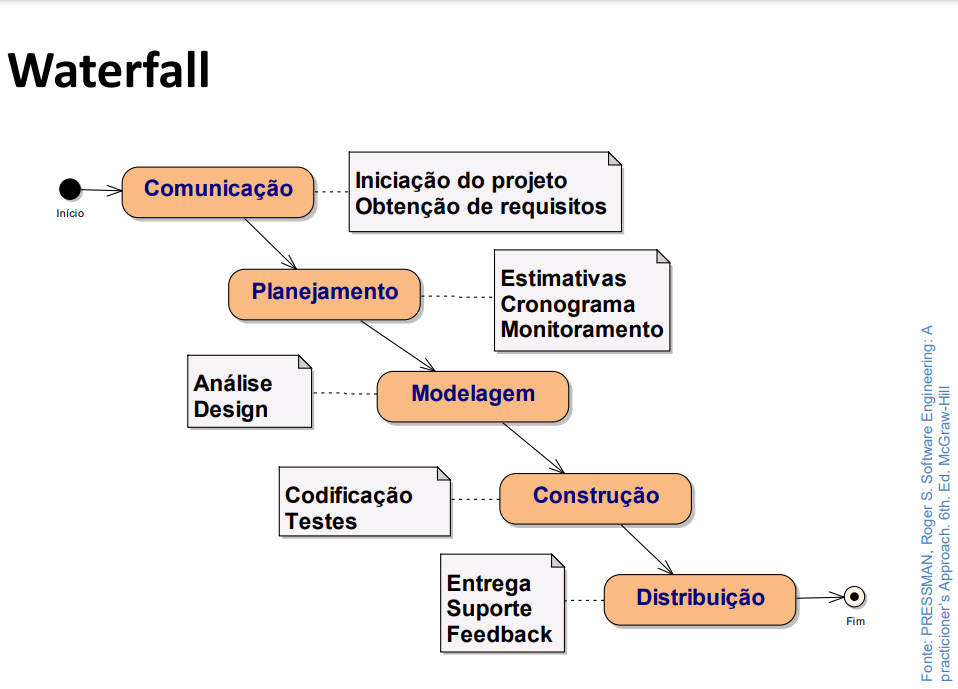 Waterfall
Início
Comunicação
Iniciação do projeto
Obtenção de requisitos
Planejamento
Estimativas
Cronograma
Monitoramento
Análise
Design
Modelagem
Codificação
Testes
Construção
Entrega
Suporte
Feedback
Distribuição
Fim
Fonte: PRESSMAN, Roger S. Software Engineering: A
practicioner's Approach. 6th. Ed. McGraw-Hill